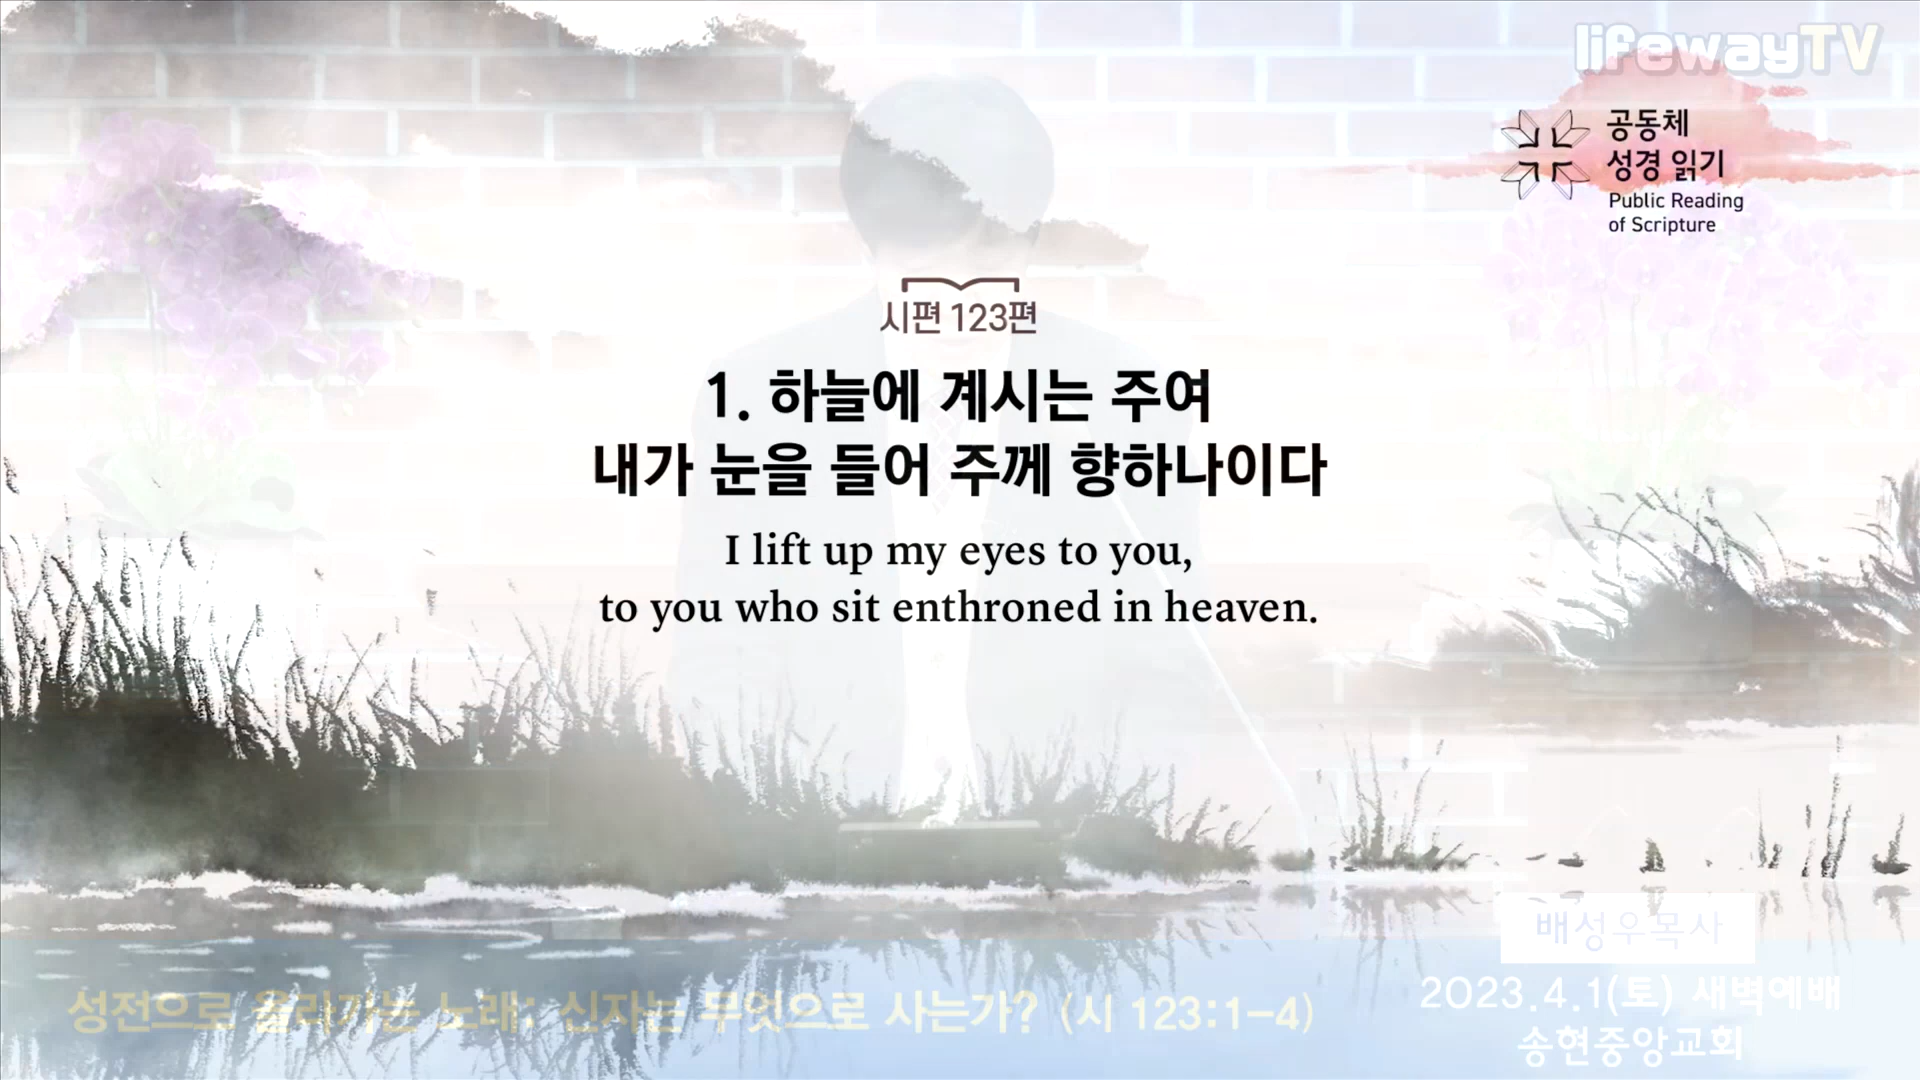 lifewayTV
공동체
성경 읽기
Public Reading
of Scripture
시편 123편
1. 하늘에 계시는 주여
내가 눈을 들어 주께 향하나이다
I lift up my eyes to you,
to you who sit enthroned in heaven.
배성우목사
성전으로 올라가는 노래: 신자는 무엇으로 사는가? (시 123:1-4)
2023.4.1(토) 새벽예배
송현중앙교회